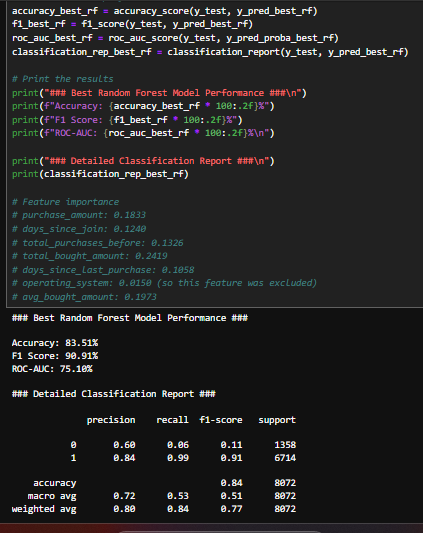 accuracy_best_rf = accuracy_score(y_test, y_pred_best_rf)
f1_best_rf = f1_score(y_test, y_pred_best_rf)
roc_auc_best_rf = roc_auc_score(y_test, y_pred_proba_best_rf)
classification_rep_best_rf = classification_report(y_test, y_pred_best_rf)
# Print the results
print("### Best Random Forest Model Performance ###\n")
print(f"Accuracy: {accuracy_best_rf * 100:.2f}%")
print(f"F1 Score: {f1_best_rf * 100:.2f}%")
print(f"ROC-AUC: {roc_auc_best_rf * 100:.2f}%\n")
print("### Detailed Classification Report ###\n")
print(classification_rep_best_rf)
# Feature importance
# purchase_amount: 0.1833
# days_since_join: 0.1240
# total_purchases_before: 0.1326
# total_bought_amount: 0.2419
# days_since_last_purchase: 0.1058
# operating_system: 0.0150 (so this feature was excluded)
# avg_bought_amount: 0.1973
### Best Random Forest Model Performance ###
Accuracy: 83.51%
F1 Score: 90.91%
ROC-AUC: 75.10%
### Detailed Classification Report ###
precision recall f1-score support
0 0.60 0.06 0.11 1358
1 0.84 0.99 0.91 6714
accuracy 0.84 8072
macro avg 0.72 0.53 0.51 8072
weighted avg 0.80 0.84 0.77 8072